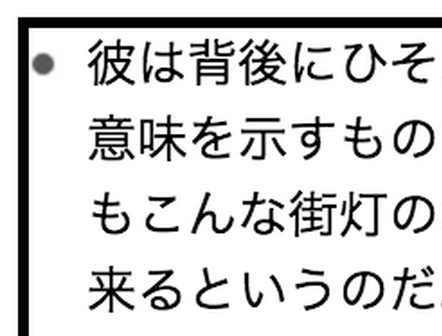 彼は背後にひそ
意味を示すもの
もこんな街灯の
来るというのだ